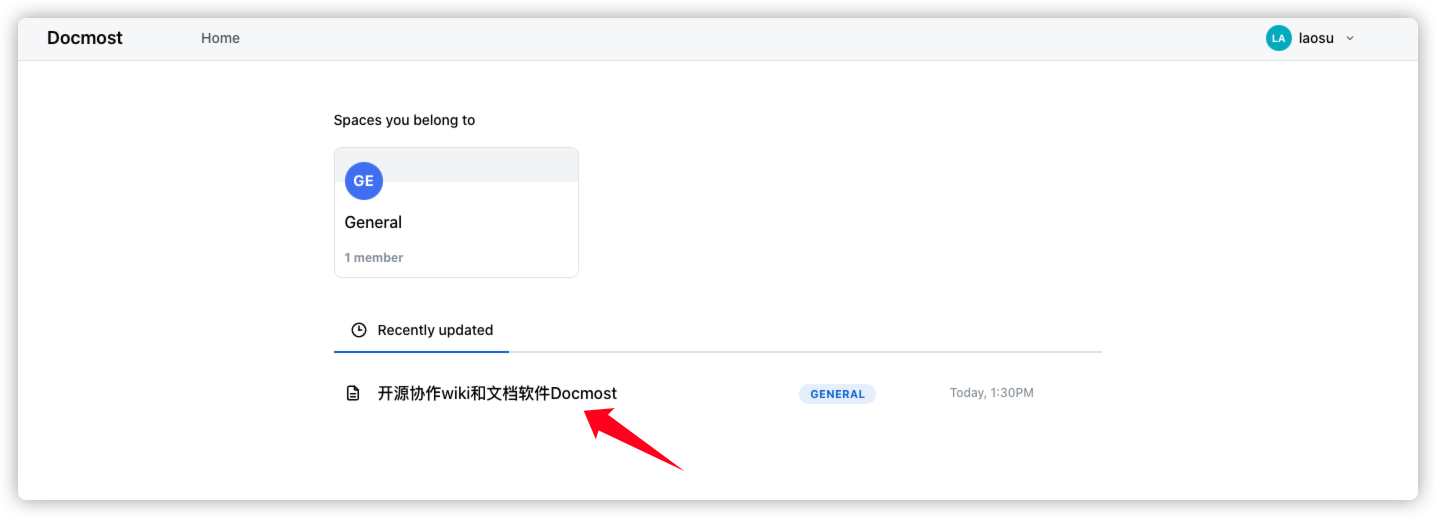 Docmost Home LA laosu
Spaces you belong to
GE
General
1 member
Recently updated
开源协作wiki和文档软件Docmost GENERAL Today, 1:30PM